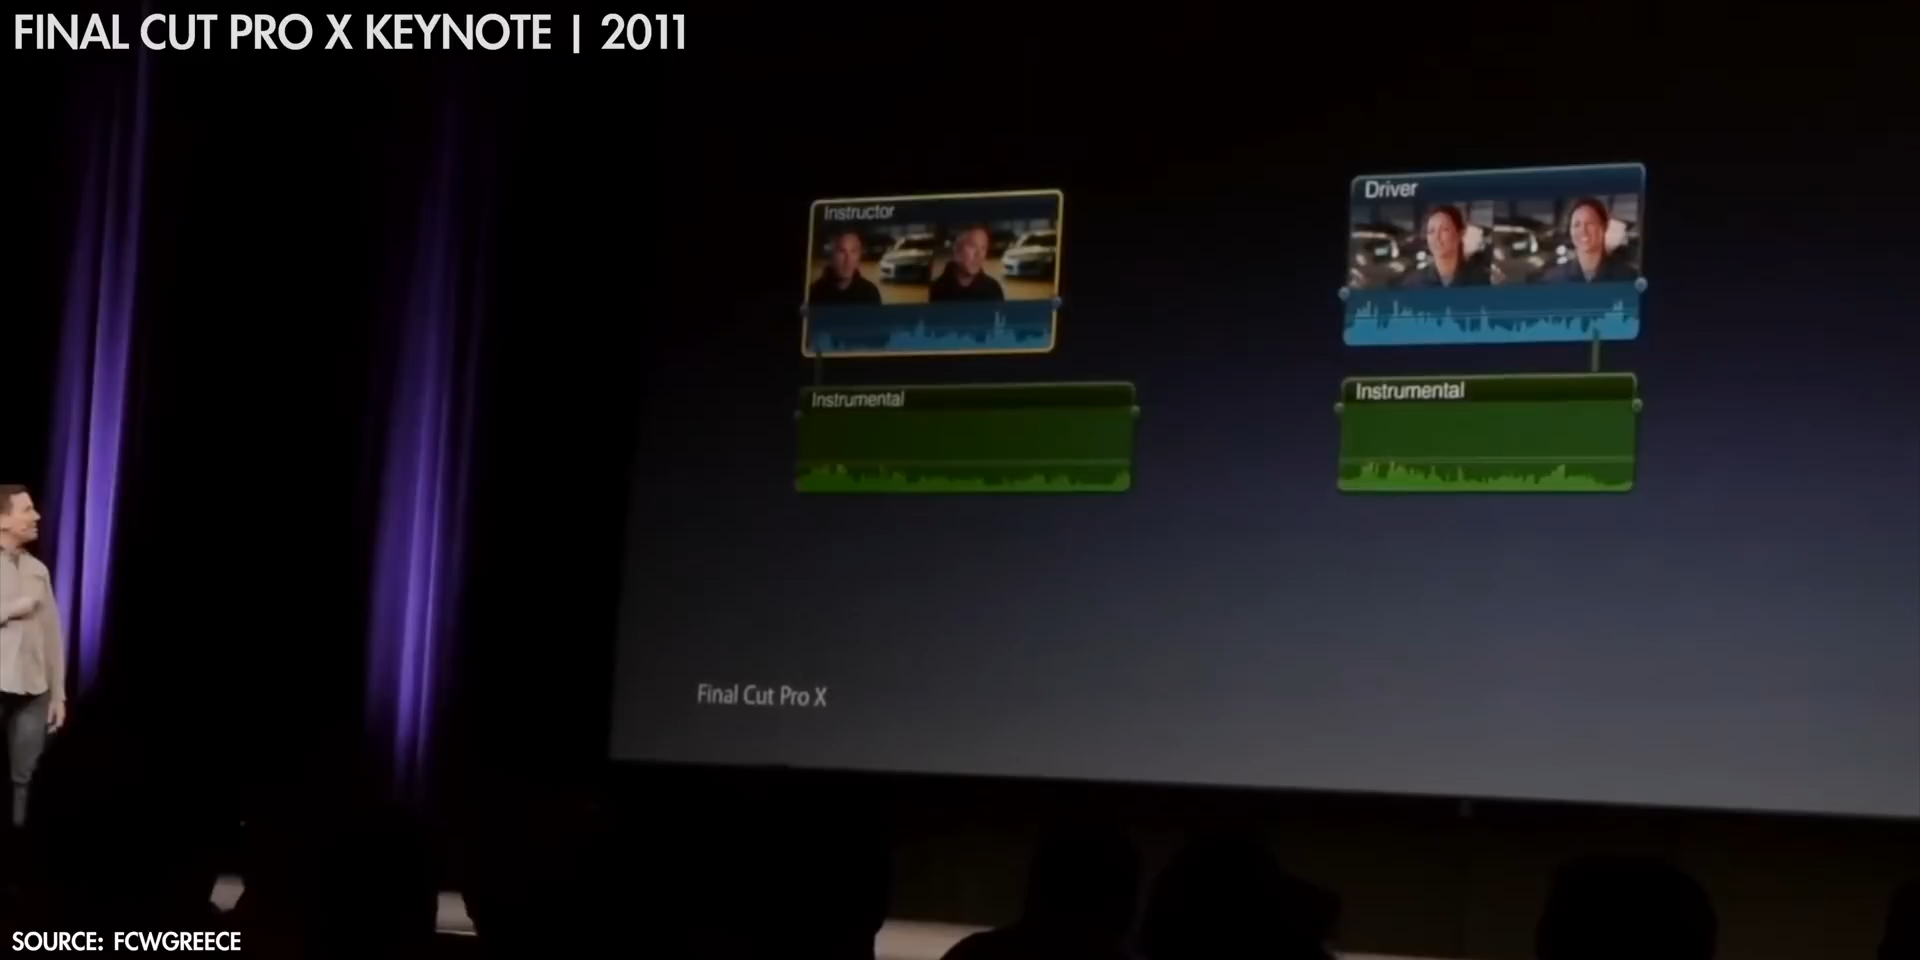 FINAL CUT PRO X KEYNOTE | 2011
Instructor
Driver
Instrumental
Instrumental
Final Cut Pro X
SOURCE: FCWGREECE